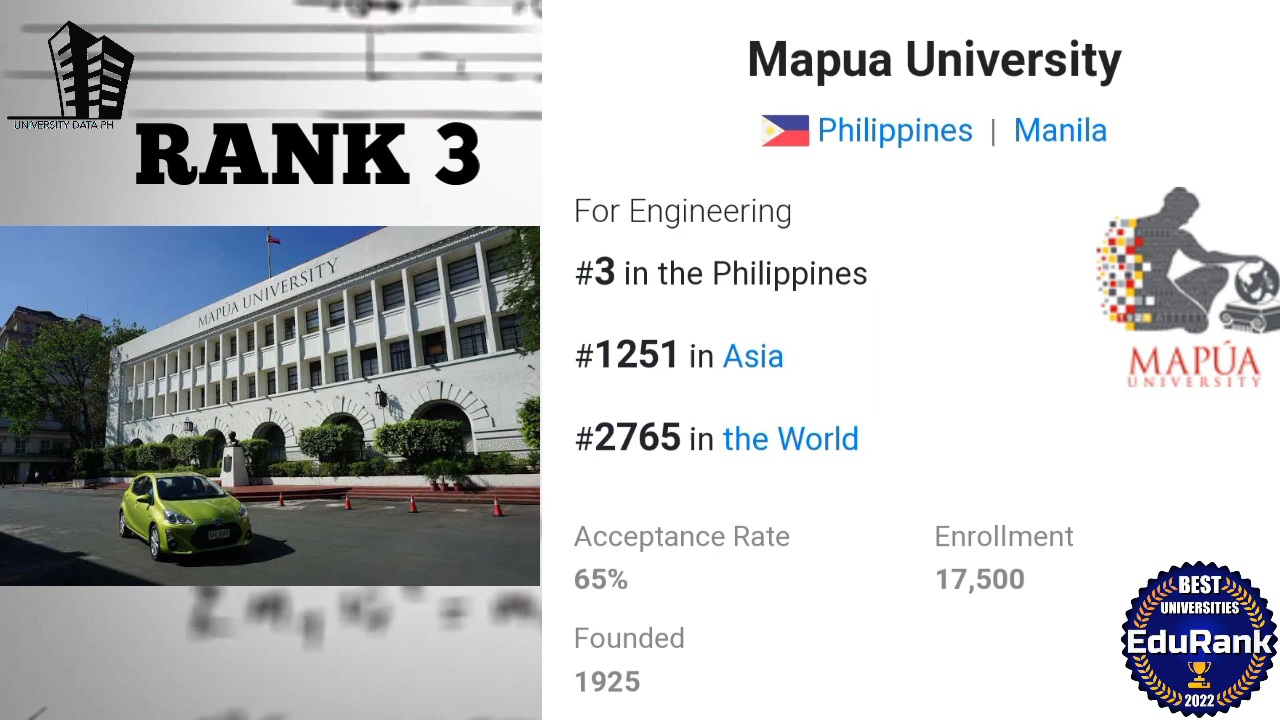 UNIVERSITY DATA PH
RANK 3
MAPÚA UNIVERSITY
Mapua University
Philippines | Manila
For Engineering
#3 in the Philippines
#1251 in Asia
#2765 in the World
MAPÚA
UNIVERSITY
Acceptance Rate
65%
Enrollment
17,500
Founded
1925
BEST
UNIVERSITIES
EduRank
2022